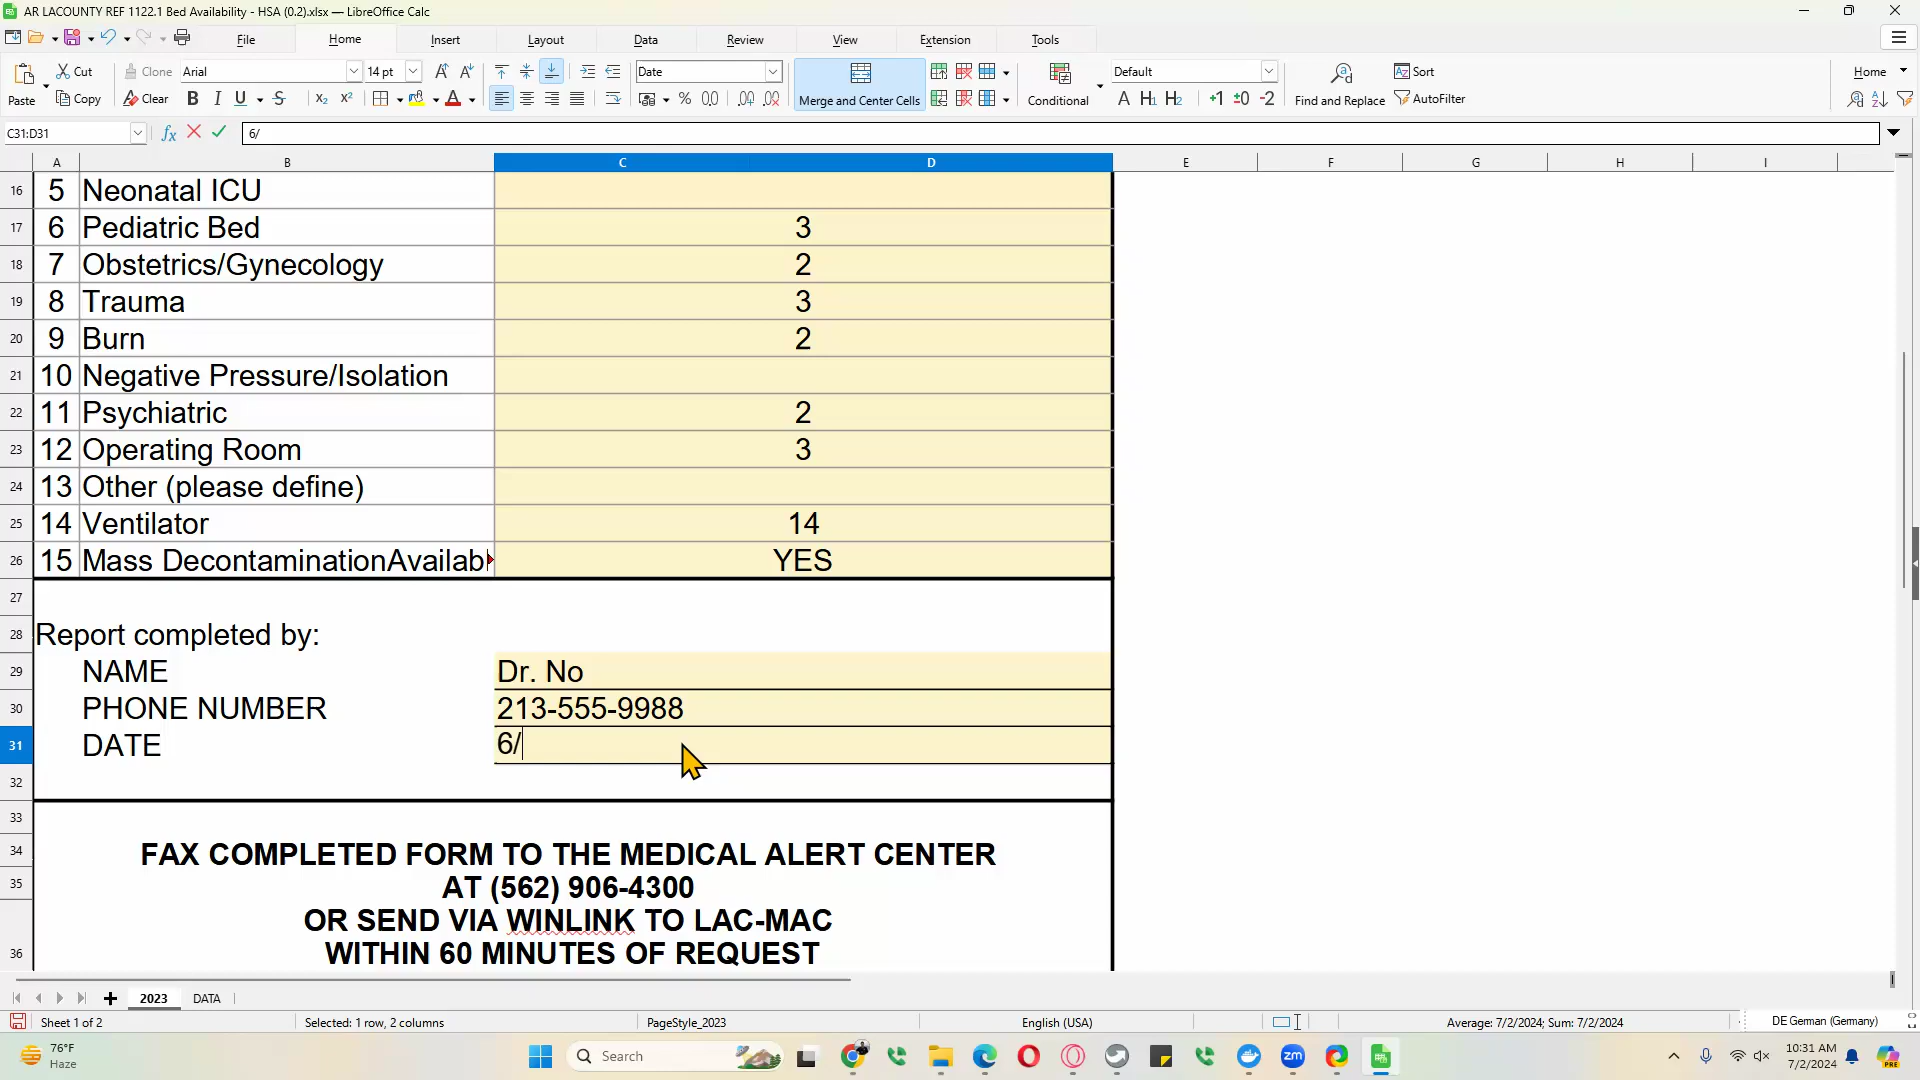 AR LACOUNTY REF 1122.1 Bed Availability - HSA (0.2).xlsx — LibreOffice Calc
File
Home
Insert
Layout
Data
Review
View
Extension
Tools
Paste
Cut
Copy
Clone
Clear
Arial
14 pt
Date
Merge and Center Cells
Conditional
Default
Find and Replace
Sort
AutoFilter
Home
C31:D31
6/
A B C D E F G H I
16 5 Neonatal ICU
17 6 Pediatric Bed 3
18 7 Obstetrics/Gynecology 2
19 8 Trauma 3
20 9 Burn 2
21 10 Negative Pressure/Isolation
22 11 Psychiatric 2
23 12 Operating Room 3
24 13 Other (please define)
25 14 Ventilator 14
26 15 Mass DecontaminationAvailabl YES
27
28 Report completed by:
29 NAME Dr. No
30 PHONE NUMBER 213-555-9988
31 DATE 6/
32
33
34 FAX COMPLETED FORM TO THE MEDICAL ALERT CENTER
35 AT (562) 906-4300
OR SEND VIA WINLINK TO LAC-MAC
36 WITHIN 60 MINUTES OF REQUEST
2023
DATA
Sheet 1 of 2
Selected: 1 row, 2 columns
PageStyle_2023
English (USA)
Average: 7/2/2024; Sum: 7/2/2024
DE German (Germany)
76°F
Haze
Search
zm
PRE
10:31 AM
7/2/2024